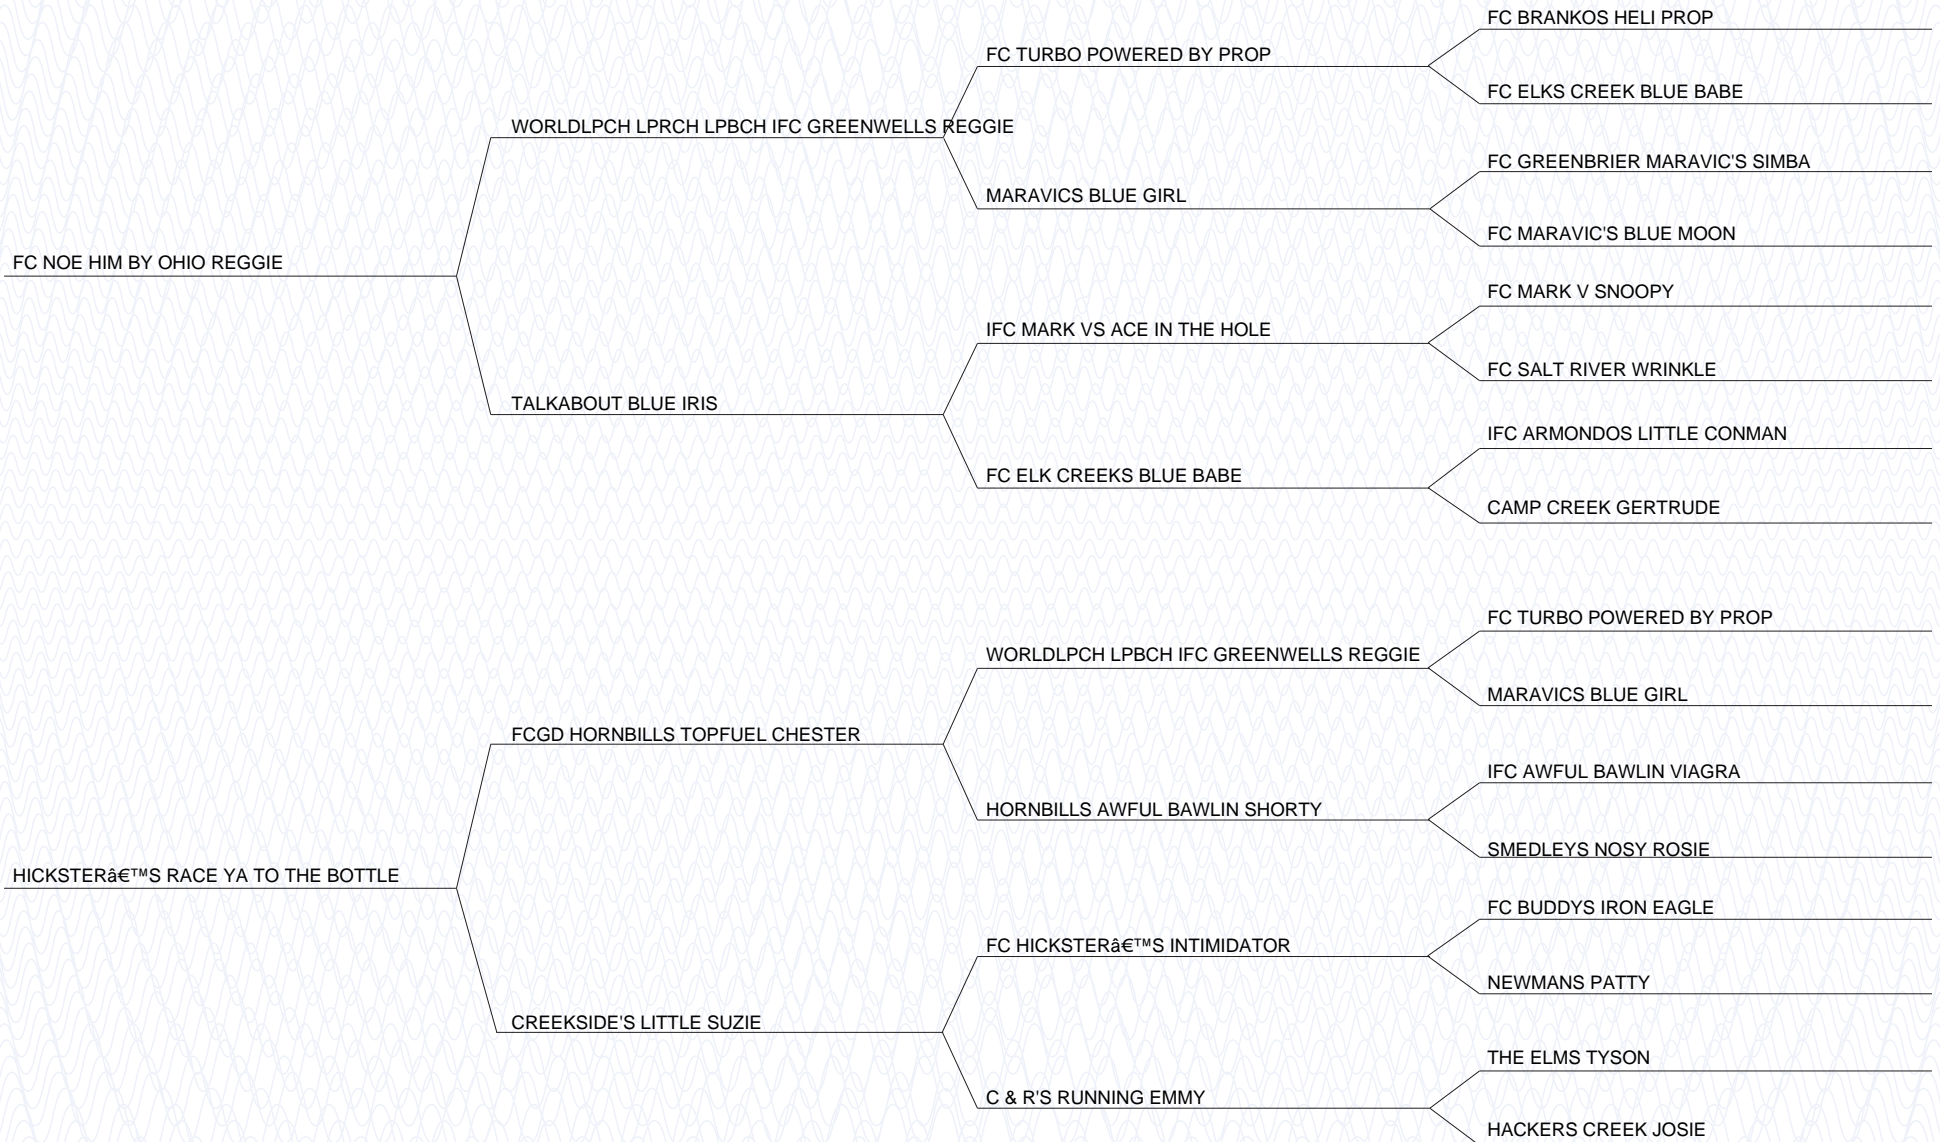 FC BRANKOS HELI PROP
FC TURBO POWERED BY PROP
FC ELKS CREEK BLUE BABE
WORLDLPCH LPRCH LPBCH IFC GREENWELLS REGGIE
FC GREENBRIER MARAVIC'S SIMBA
MARAVICS BLUE GIRL
FC MARAVIC'S BLUE MOON
FC NOE HIM BY OHIO REGGIE
FC MARK V SNOOPY
IFC MARK VS ACE IN THE HOLE
FC SALT RIVER WRINKLE
TALKABOUT BLUE IRIS
IFC ARMONDOS LITTLE CONMAN
FC ELK CREEKS BLUE BABE
CAMP CREEK GERTRUDE
FC TURBO POWERED BY PROP
WORLDLPCH LPBCH IFC GREENWELLS REGGIE
MARAVICS BLUE GIRL
FCGD HORNBILLS TOPFUEL CHESTER
IFC AWFUL BAWLIN VIAGRA
HORNBILLS AWFUL BAWLIN SHORTY
SMEDLEYS NOSY ROSIE
HICKSTERâ€™S RACE YA TO THE BOTTLE
FC BUDDYS IRON EAGLE
FC HICKSTERâ€™S INTIMIDATOR
NEWMANS PATTY
CREEKSIDE'S LITTLE SUZIE
THE ELMS TYSON
C & R'S RUNNING EMMY
HACKERS CREEK JOSIE